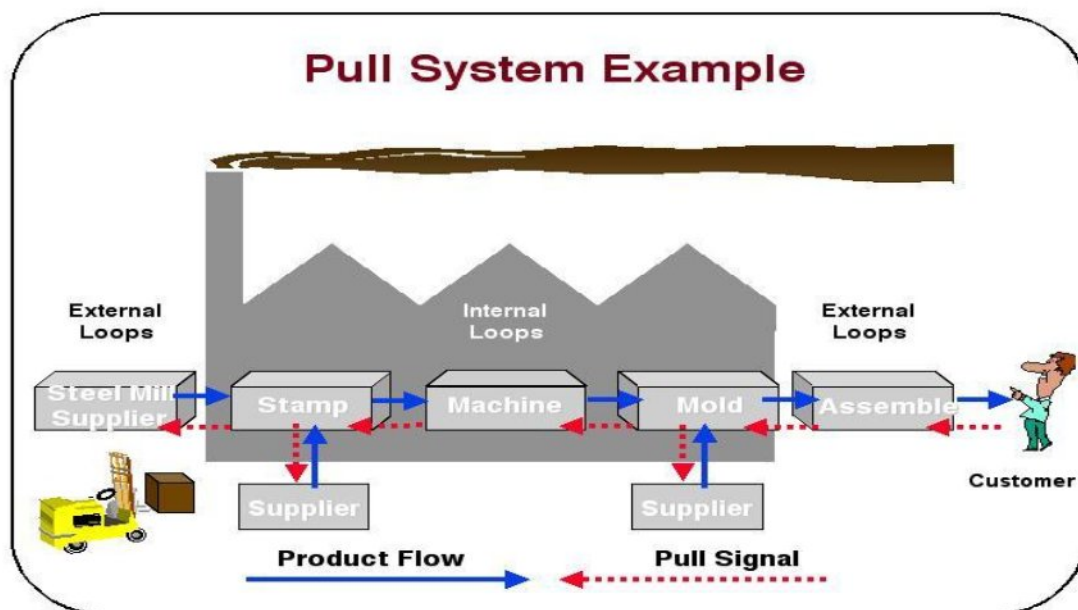 Pull System Example
External
Loops
Internal
Loops
External
Loops
Steel Mill
Supplier
Stamp
Machine
Mold
Assemble
Supplier
Supplier
Customer
Product Flow
Pull Signal